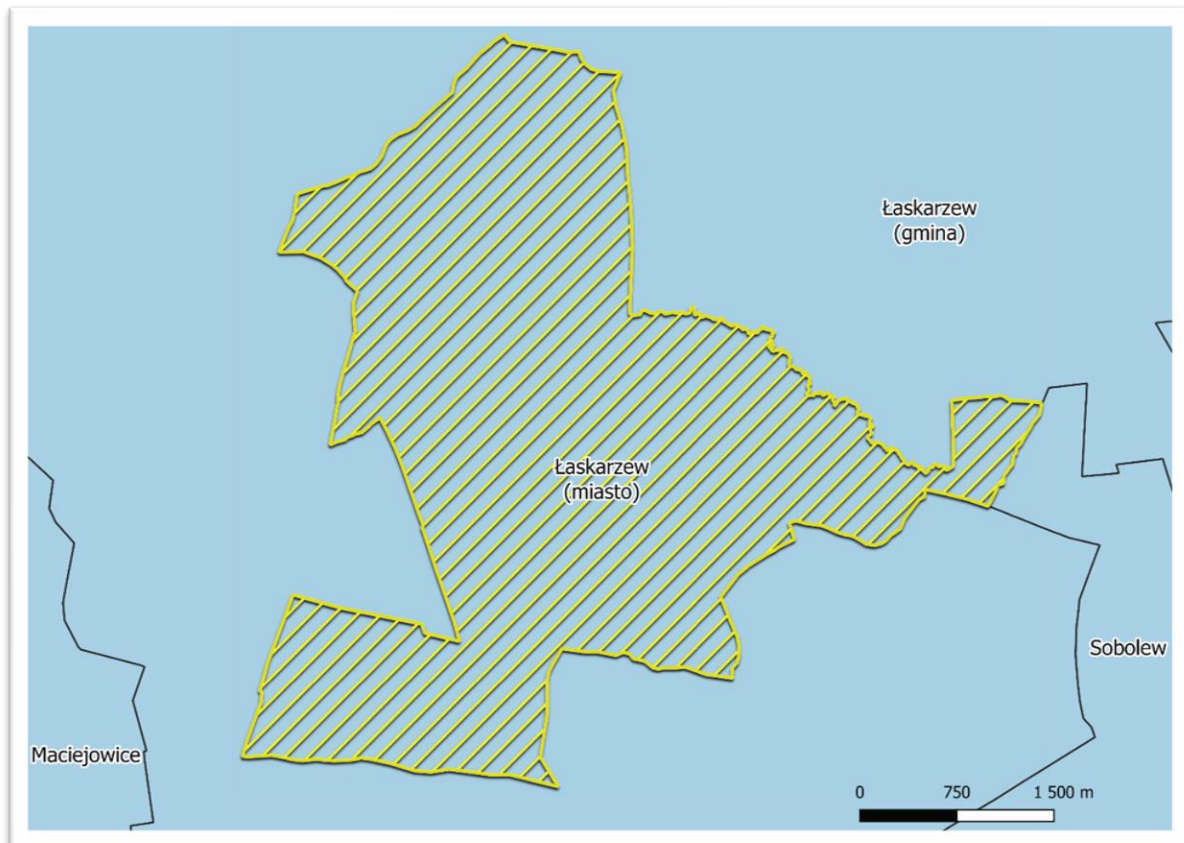 Łaskarzew
(gmina)
Łaskarzew
(miasto)
Sobolew
Maciejowice
0 750 1 500 m